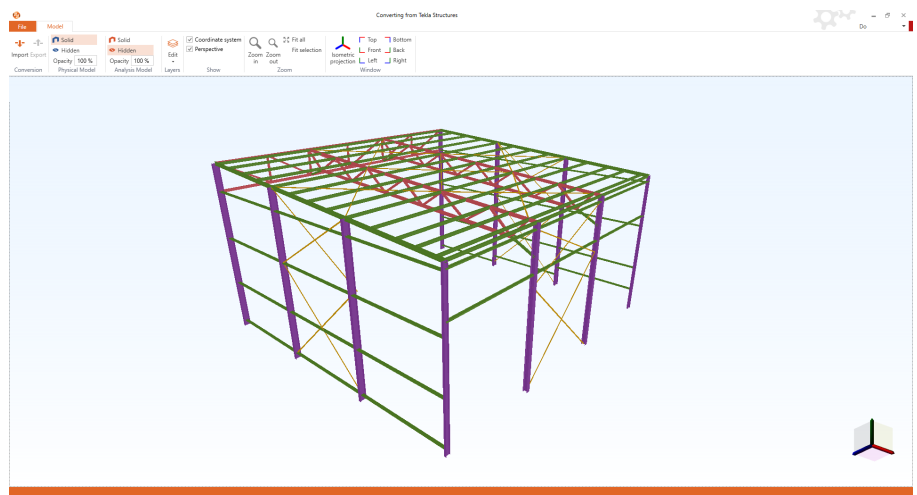 Converting from Tekla Structures
File Model
Do
Solid Solid Coordinate system Fit all Top Bottom
Hidden Hidden Perspective Fit selection Front Back
Import Export Opacity 100 % Opacity 100 % Edit Zoom in Zoom out Isometric projection Left Right
Conversion Physical Model Analysis Model Layers Show Zoom Window